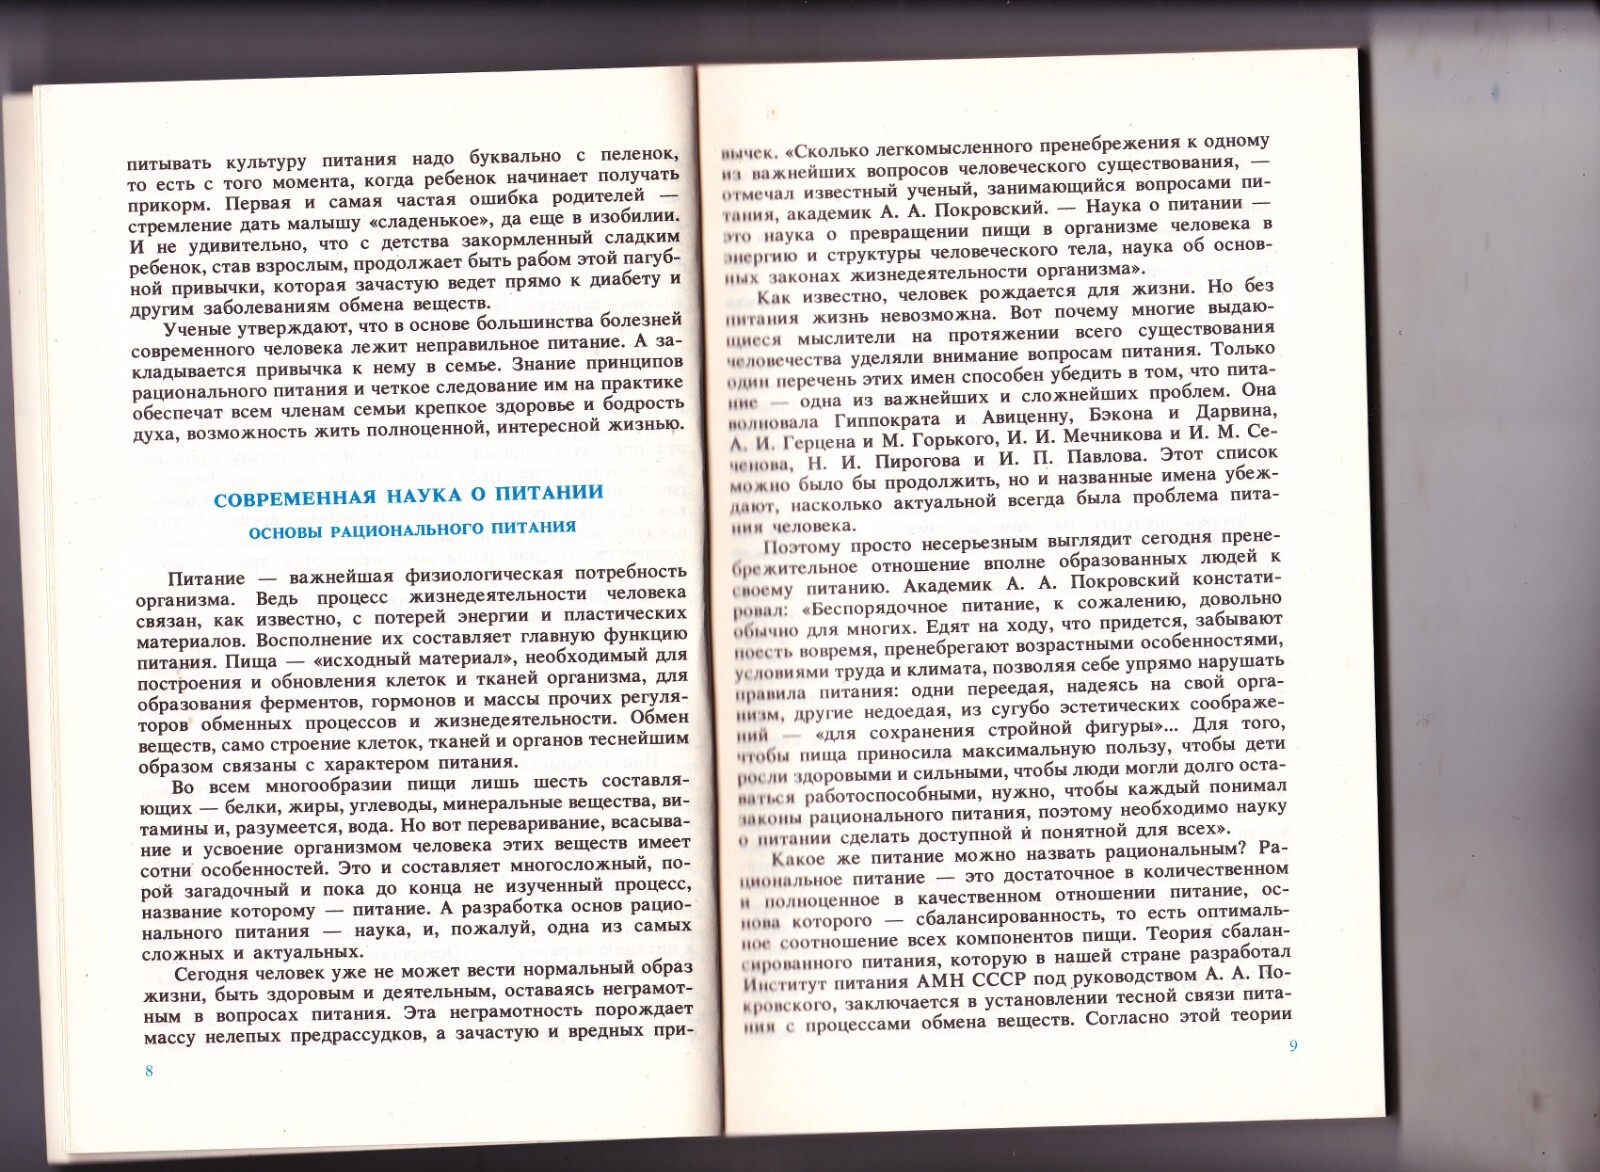 питывать культуру питания надо буквально с пеленок,
то есть с того момента, когда ребенок начинает получать
прикорм. Первая и самая частая ошибка родителей —
стремление дать малышу «сладенькое», да еще в изобилии.
И не удивительно, что с детства закормленный сладким
ребенок, став взрослым, продолжает быть рабом этой пагуб-
ной привычки, которая зачастую ведет прямо к диабету и
другим заболеваниям обмена веществ.
Ученые утверждают, что в основе большинства болезней
современного человека лежит неправильное питание. А за-
кладывается привычка к нему в семье. Знание принципов
рационального питания и четкое следование им на практике
обеспечат всем членам семьи крепкое здоровье и бодрость
духа, возможность жить полноценной, интересной жизнью.
СОВРЕМЕННАЯ НАУКА О ПИТАНИИ
ОСНОВЫ РАЦИОНАЛЬНОГО ПИТАНИЯ
Питание — важнейшая физиологическая потребность
организма. Ведь процесс жизнедеятельности человека
связан, как известно, с потерей энергии и пластических
материалов. Восполнение их составляет главную функцию
питания. Пища — «исходный материал», необходимый для
построения и обновления клеток и тканей организма, для
образования ферментов, гормонов и массы прочих регуля-
торов обменных процессов и жизнедеятельности. Обмен
веществ, само строение клеток, тканей и органов теснейшим
образом связаны с характером питания.
Во всем многообразии пищи лишь шесть составля-
ющих — белки, жиры, углеводы, минеральные вещества, ви-
тамины и, разумеется, вода. Но вот переваривание, всасыва-
ние и усвоение организмом человека этих веществ имеет
сотни особенностей. Это и составляет многосложный, по-
рой загадочный и пока до конца не изученный процесс,
название которому — питание. А разработка основ рацио-
нального питания — наука, и, пожалуй, одна из самых
сложных и актуальных.
Сегодня человек уже не может вести нормальный образ
жизни, быть здоровым и деятельным, оставаясь неграмот-
ным в вопросах питания. Эта неграмотность порождает
массу нелепых предрассудков, а зачастую и вредных при-
8
вычек. «Сколько легкомысленного пренебрежения к одному
из важнейших вопросов человеческого существования, —
отмечал известный ученый, занимающийся вопросами пи-
тания, академик А. А. Покровский. — Наука о питании —
это наука о превращении пищи в организме человека в
энергию и структуры человеческого тела, наука об основ-
ных законах жизнедеятельности организма».
Как известно, человек рождается для жизни. Но без
питания жизнь невозможна. Вот почему многие выдаю-
щиеся мыслители на протяжении всего существования
человечества уделяли внимание вопросам питания. Только
один перечень этих имен способен убедить в том, что пита-
ние — одна из важнейших и сложнейших проблем. Она
волновала Гиппократа и Авиценну, Бэкона и Дарвина,
А. И. Герцена и М. Горького, И. И. Мечникова и И. М. Се-
ченова, Н. И. Пирогова и И. П. Павлова. Этот список
можно было бы продолжить, но и названные имена убеж-
дают, насколько актуальной всегда была проблема пита-
ния человека.
Поэтому просто несерьезным выглядит сегодня прене-
брежительное отношение вполне образованных людей к
своему питанию. Академик А. А. Покровский констати-
ровал: «Беспорядочное питание, к сожалению, довольно
обычно для многих. Едят на ходу, что придется, забывают
поесть вовремя, пренебрегают возрастными особенностями,
условиями труда и климата, позволяя себе упрямо нарушать
правила питания: одни переедая, надеясь на свой орга-
низм, другие недоедая, из сугубо эстетических соображе-
ний — «для сохранения стройной фигуры»... Для того,
чтобы пища приносила максимальную пользу, чтобы дети
росли здоровыми и сильными, чтобы люди могли долго оста-
ваться работоспособными, нужно, чтобы каждый понимал
законы рационального питания, поэтому необходимо науку
о питании сделать доступной и понятной для всех».
Какое же питание можно назвать рациональным? Ра-
циональное питание — это достаточное в количественном
и полноценное в качественном отношении питание, ос-
нова которого — сбалансированность, то есть оптималь-
ное соотношение всех компонентов пищи. Теория сбалан-
сированного питания, которую в нашей стране разработал
Институт питания АМН СССР под руководством А. А. По-
кровского, заключается в установлении тесной связи пита-
ния с процессами обмена веществ. Согласно этой теории
9